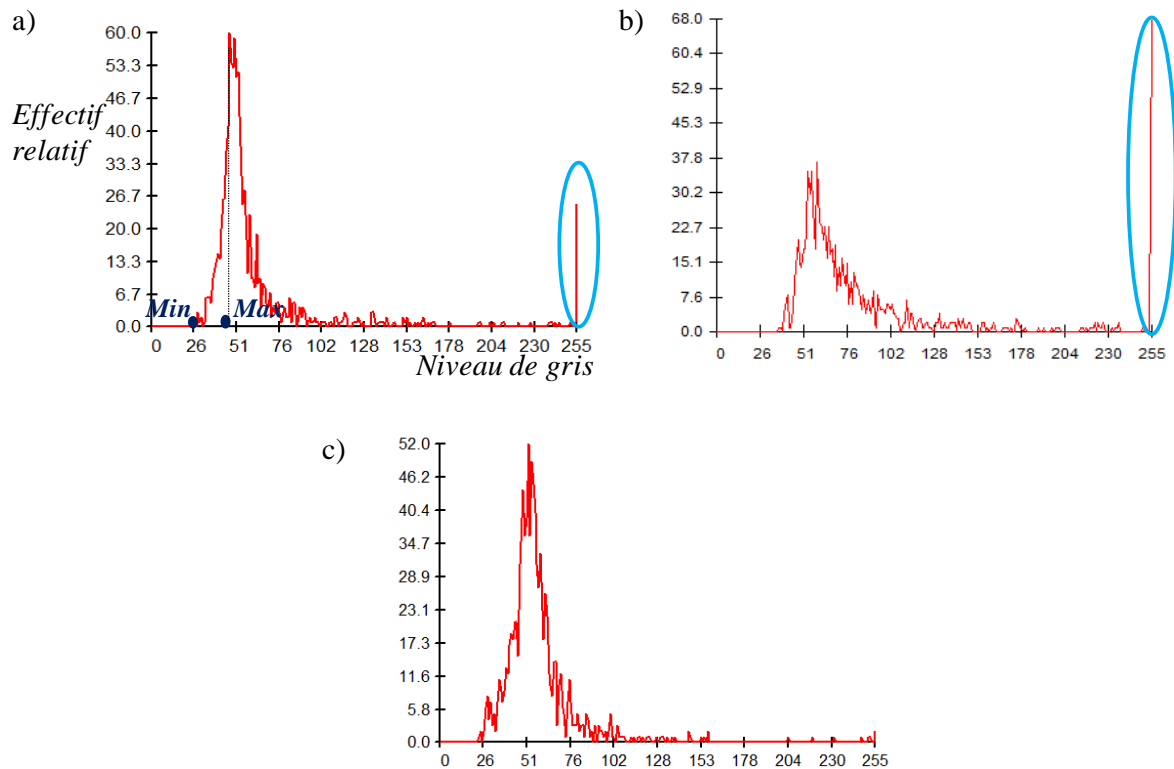 a)
60.0
53.3
46.7
40.0
33.3
26.7
20.0
13.3
6.7
0.0
Effectif
relatif
Min
Max
0 26 51 76 102 128 153 178 204 230 255
Niveau de gris
b)
68.0
60.4
52.9
45.3
37.8
30.2
22.7
15.1
7.6
0.0
0 26 51 76 102 128 153 178 204 230 255
c)
52.0
46.2
40.4
34.7
28.9
23.1
17.3
11.6
5.8
0.0
0 26 51 76 102 128 153 178 204 230 255